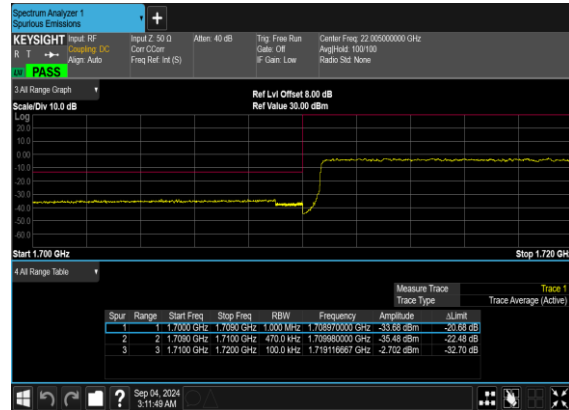 Spectrum Analyzer 1
Spurious Emissions
+
KEYSIGHT Input: RF Input Z: 50 Ω Atten: 40 dB Trig: Free Run Center Freq: 22.005000000 GHz
R T Coupling: DC Corr CCorr Gate: Off Avg|Hold: 100/100
Align: Auto Freq Ref: Int (S) IF Gain: Low Radio Std: None
PASS
3 All Range Graph
Ref Lvl Offset 8.00 dB
Scale/Div 10.0 dB Ref Value 30.00 dBm
Log
20.0
10.0
0.00
-10.0
-20.0
-30.0
-40.0
-50.0
-60.0
Start 1.700 GHz Stop 1.720 GH
4 All Range Table
Measure Trace Trace 1
Trace Type Trace Average (Active)
Spur Range Start Freq Stop Freq RBW Frequency Amplitude ΔLimit
1 1 1.7000 GHz 1.7090 GHz 1.000 MHz 1.708970000 GHz -33.68 dBm -20.68 dB
2 2 1.7090 GHz 1.7100 GHz 470.0 kHz 1.709980000 GHz -35.48 dBm -22.48 dB
3 3 1.7100 GHz 1.7200 GHz 100.0 kHz 1.719116667 GHz -2.702 dBm -32.70 dB
? Sep 04, 2024
3:11:49 AM